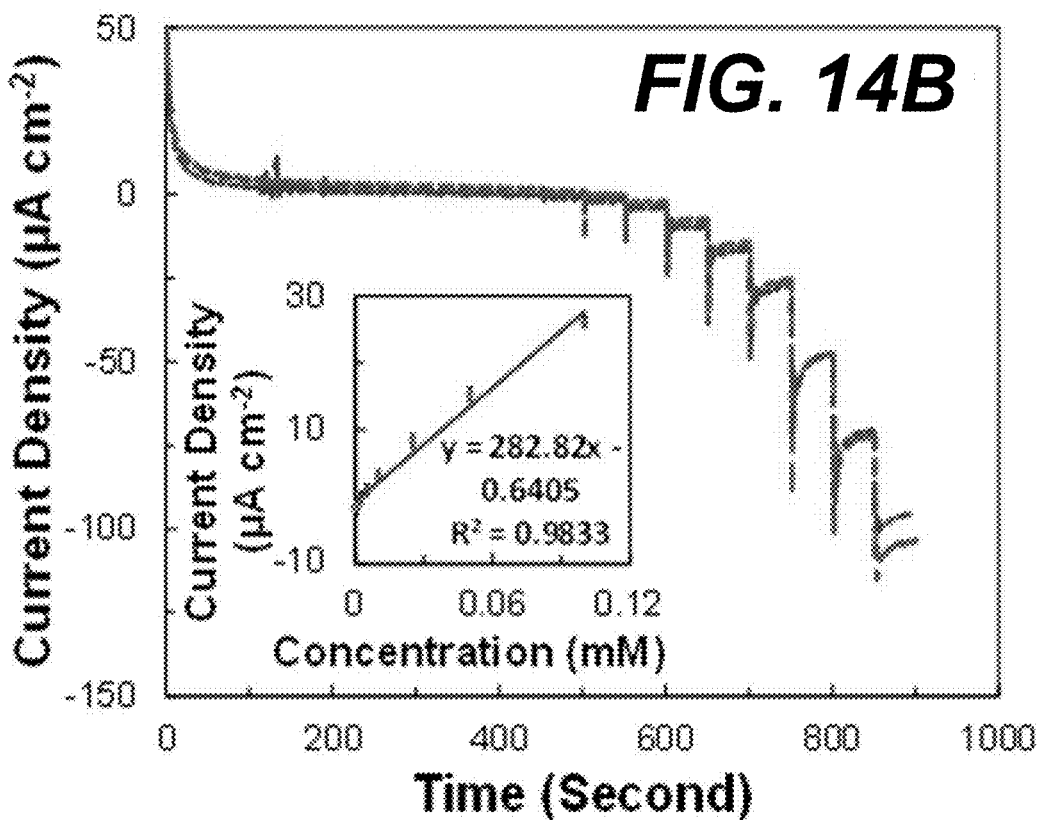 FIG. 14B
Current Density (µA cm⁻²)
50
0
-50
-100
-150
0
200
400
600
800
1000
Time (Second)
Current Density
(µA cm⁻²)
30
10
-10
0
0.06
0.12
Concentration (mM)
y = 282.82x -
0.6405
R² = 0.9833